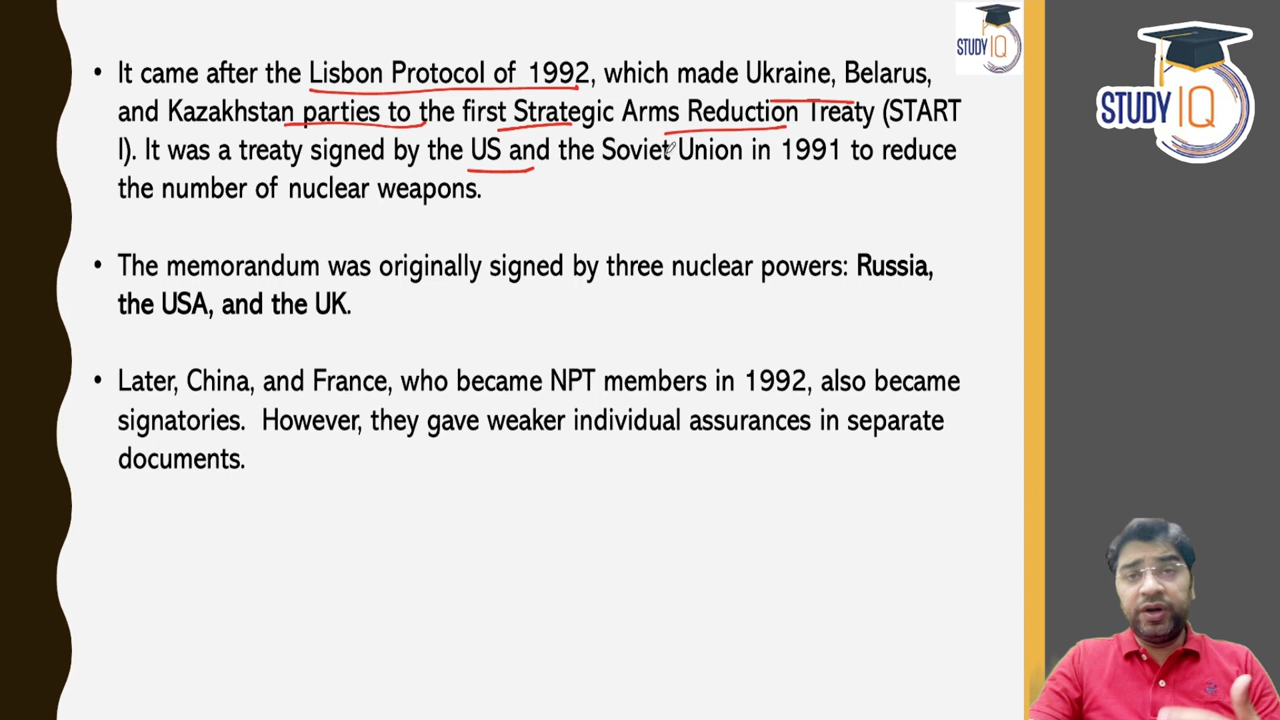 • It came after the Lisbon Protocol of 1992, which made Ukraine, Belarus,
and Kazakhstan parties to the first Strategic Arms Reduction Treaty (START
I). It was a treaty signed by the US and the Soviet Union in 1991 to reduce
the number of nuclear weapons.
• The memorandum was originally signed by three nuclear powers: Russia,
the USA, and the UK.
• Later, China, and France, who became NPT members in 1992, also became
signatories. However, they gave weaker individual assurances in separate
documents.
STUDY IQ
STUDY IQ